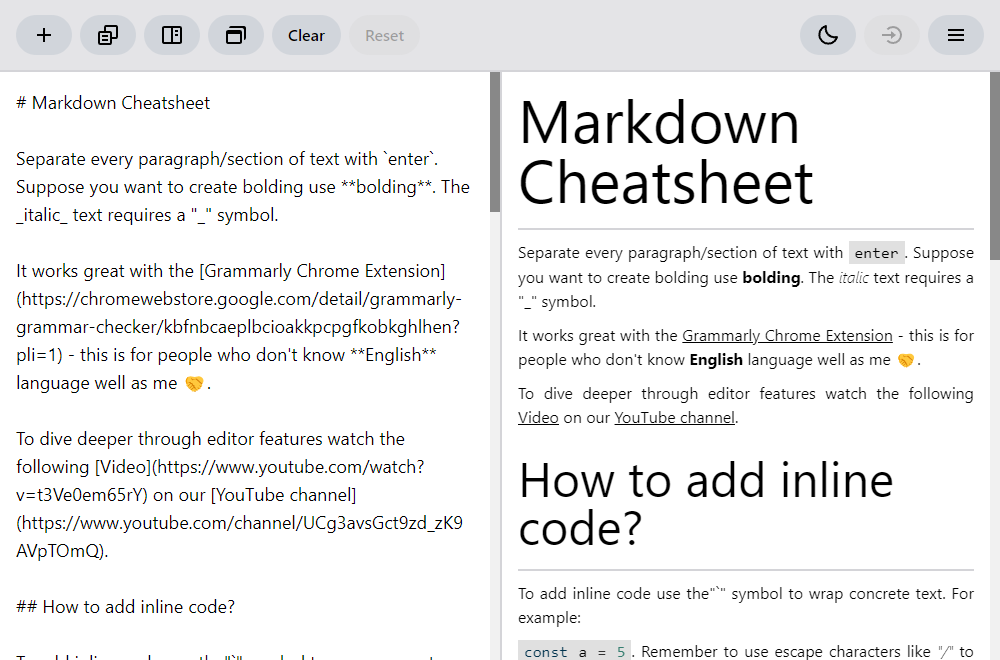 Clear
Reset
# Markdown Cheatsheet
Separate every paragraph/section of text with `enter`.
Suppose you want to create bolding use **bolding**. The
_italic_ text requires a "_" symbol.
It works great with the [Grammarly Chrome Extension]
(https://chromewebstore.google.com/detail/grammarly-
grammar-checker/kbfnbcaeplbcioakkpcpgfkobkghlhen?
pli=1) - this is for people who don't know **English**
language well as me 🤝.
To dive deeper through editor features watch the
following [Video](https://www.youtube.com/watch?
v=t3Ve0em65rY) on our [YouTube channel]
(https://www.youtube.com/channel/UCg3avsGct9zd_zK9
AVpTOmQ).
## How to add inline code?
Markdown
Cheatsheet
Separate every paragraph/section of text with enter. Suppose
you want to create bolding use bolding. The italic text requires a
"_" symbol.
It works great with the Grammarly Chrome Extension - this is for
people who don't know English language well as me 🤝.
To dive deeper through editor features watch the following
Video on our YouTube channel.
How to add inline
code?
To add inline code use the"`" symbol to wrap concrete text. For
example:
const a = 5. Remember to use escape characters like "/" to